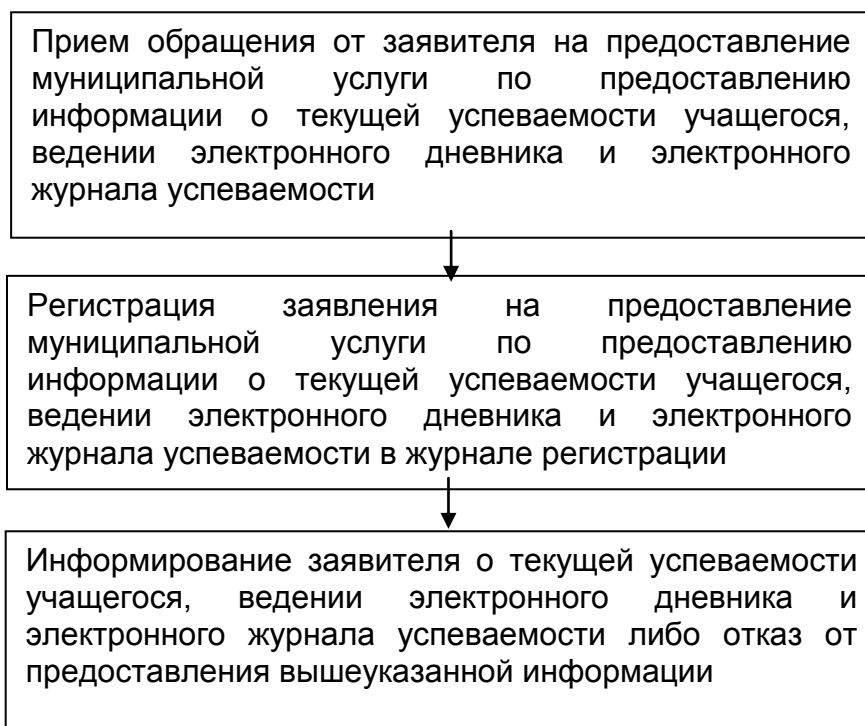 Прием обращения от заявителя на предоставление
муниципальной услуги по предоставлению
информации о текущей успеваемости учащегося,
ведении электронного дневника и электронного
журнала успеваемости
Регистрация заявления на предоставление
муниципальной услуги по предоставлению
информации о текущей успеваемости учащегося,
ведении электронного дневника и электронного
журнала успеваемости в журнале регистрации
Информирование заявителя о текущей успеваемости
учащегося, ведении электронного дневника и
электронного журнала успеваемости либо отказ от
предоставления вышеуказанной информации